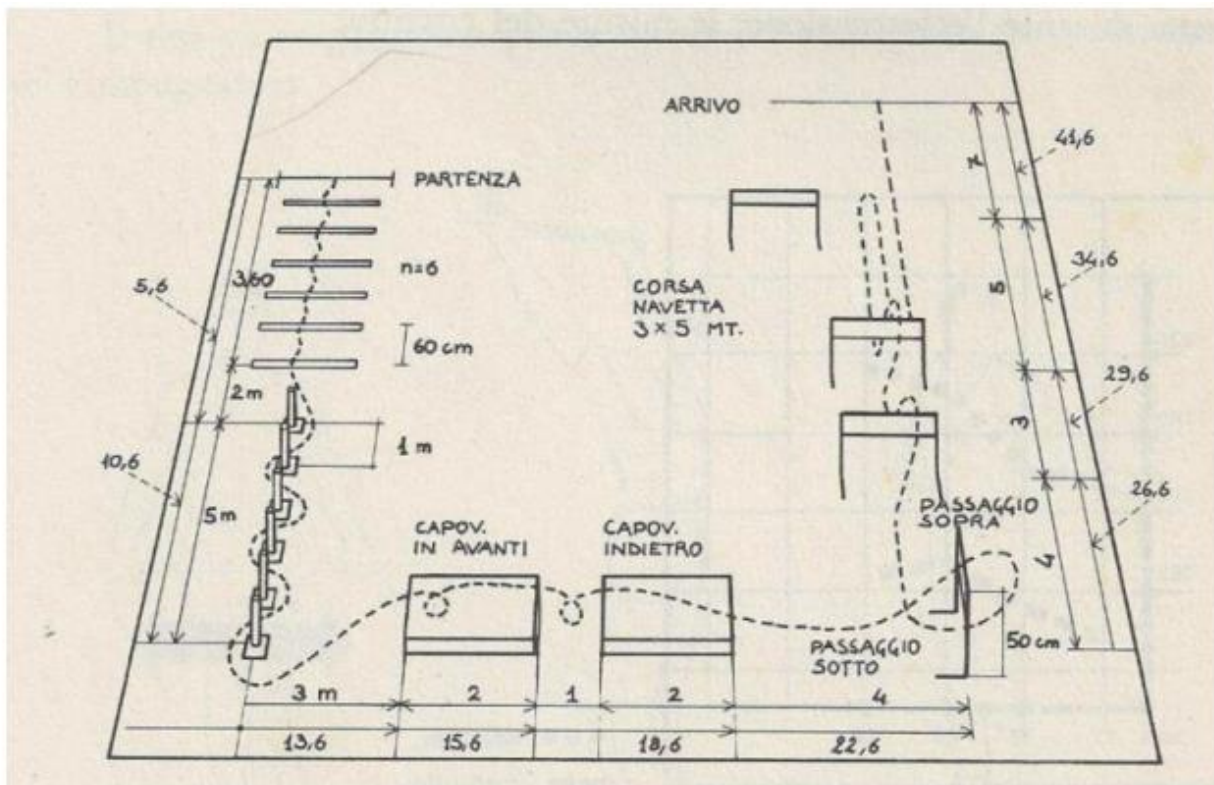 ARRIVO
PARTENZA
41,6
7
3,60
n=6
5,6
34,6
5
CORSA
NAVETTA
3 x 5 MT.
60 cm
2 m
29,6
3
1 m
10,6
5 m
26,6
4
PASSAGGIO
SOPRA
CAPOV.
IN AVANTI
CAPOV.
INDIETRO
PASSAGGIO
SOTTO
50 cm
3 m
2
1
2
4
13,6
15,6
18,6
22,6